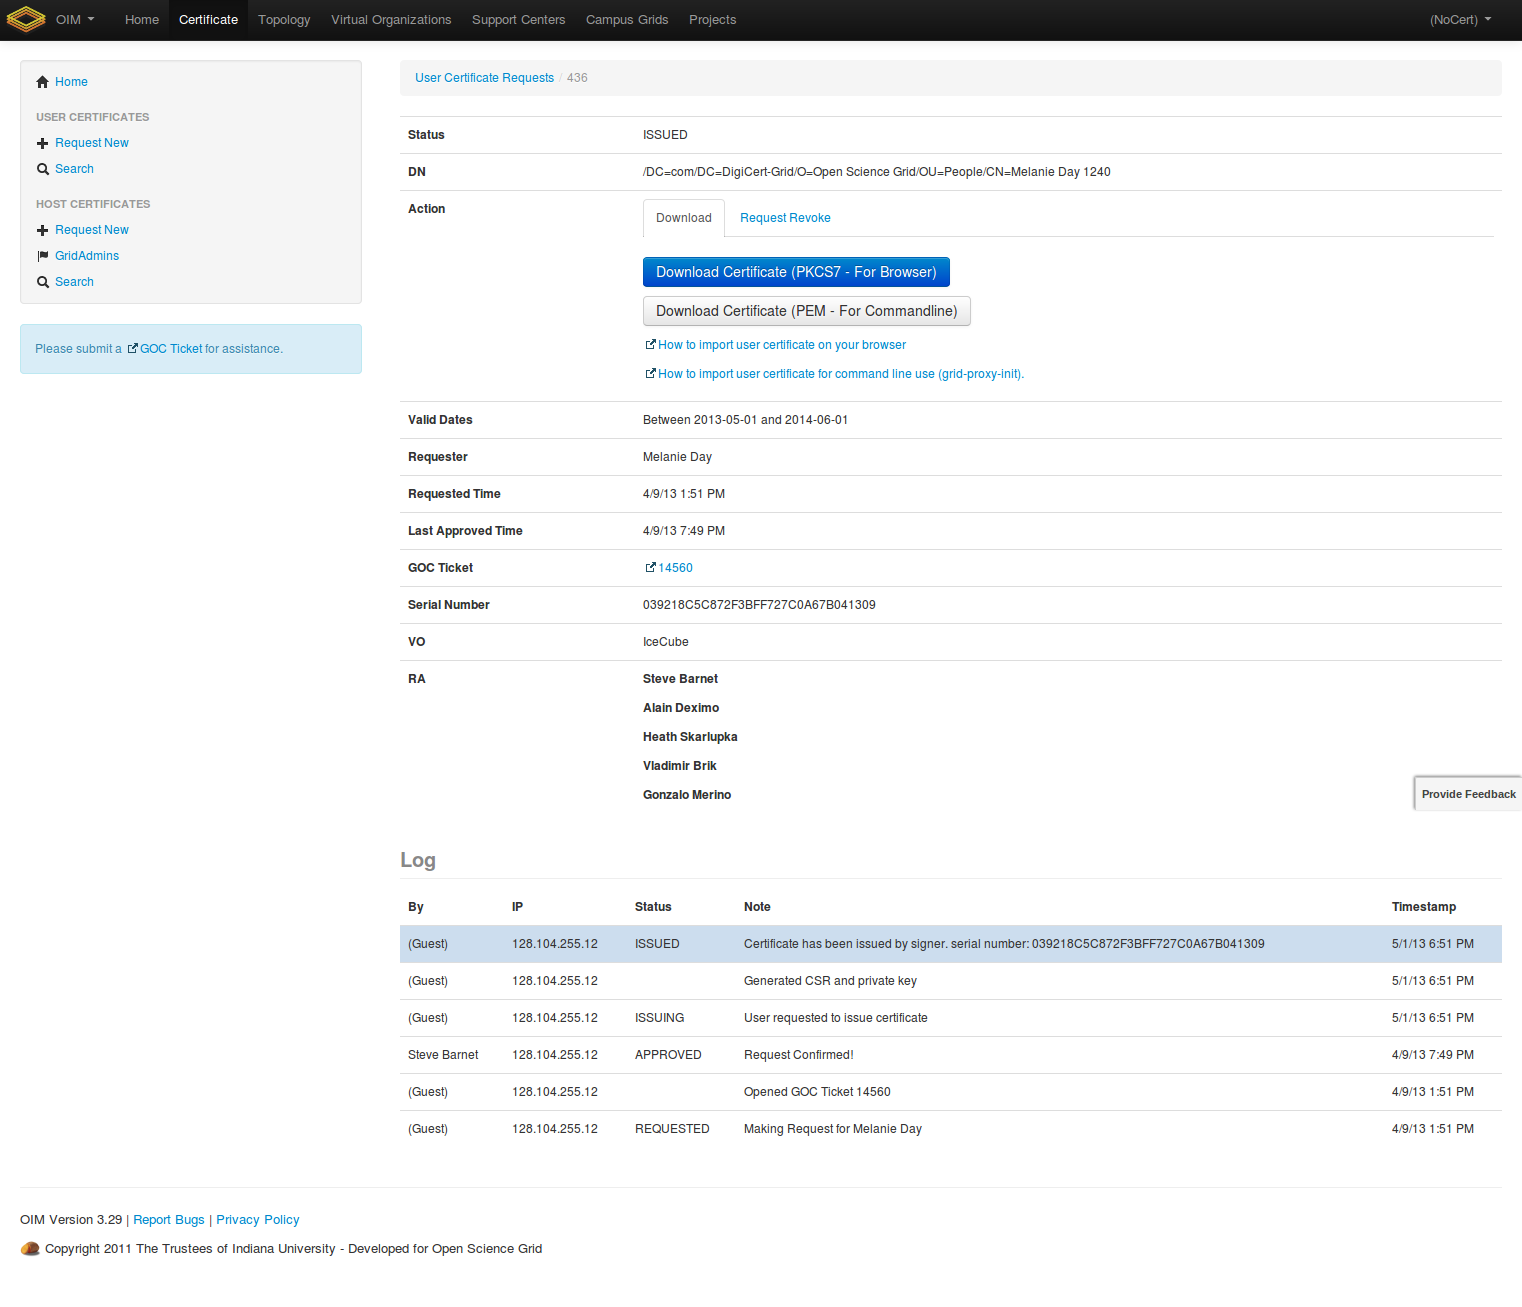 OIM Home Certificate Topology Virtual Organizations Support Centers Campus Grids Projects (NoCert)
Home
USER CERTIFICATES
Request New
Search
HOST CERTIFICATES
Request New
GridAdmins
Search
Please submit a GOC Ticket for assistance.
User Certificate Requests / 436
Status ISSUED
DN /DC=com/DC=DigiCert-Grid/O=Open Science Grid/OU=People/CN=Melanie Day 1240
Action Download Request Revoke
Download Certificate (PKCS7 - For Browser)
Download Certificate (PEM - For Commandline)
How to import user certificate on your browser
How to import user certificate for command line use (grid-proxy-init).
Valid Dates Between 2013-05-01 and 2014-06-01
Requester Melanie Day
Requested Time 4/9/13 1:51 PM
Last Approved Time 4/9/13 7:49 PM
GOC Ticket 14560
Serial Number 039218C5C872F3BFF727C0A67B041309
VO IceCube
RA Steve Barnet
Alain Deximo
Heath Skarlupka
Vladimir Brik
Gonzalo Merino
Provide Feedback
Log
By IP Status Note Timestamp
(Guest) 128.104.255.12 ISSUED Certificate has been issued by signer. serial number: 039218C5C872F3BFF727C0A67B041309 5/1/13 6:51 PM
(Guest) 128.104.255.12 Generated CSR and private key 5/1/13 6:51 PM
(Guest) 128.104.255.12 ISSUING User requested to issue certificate 5/1/13 6:51 PM
Steve Barnet 128.104.255.12 APPROVED Request Confirmed! 4/9/13 7:49 PM
(Guest) 128.104.255.12 Opened GOC Ticket 14560 4/9/13 1:51 PM
(Guest) 128.104.255.12 REQUESTED Making Request for Melanie Day 4/9/13 1:51 PM
OIM Version 3.29 | Report Bugs | Privacy Policy
Copyright 2011 The Trustees of Indiana University - Developed for Open Science Grid